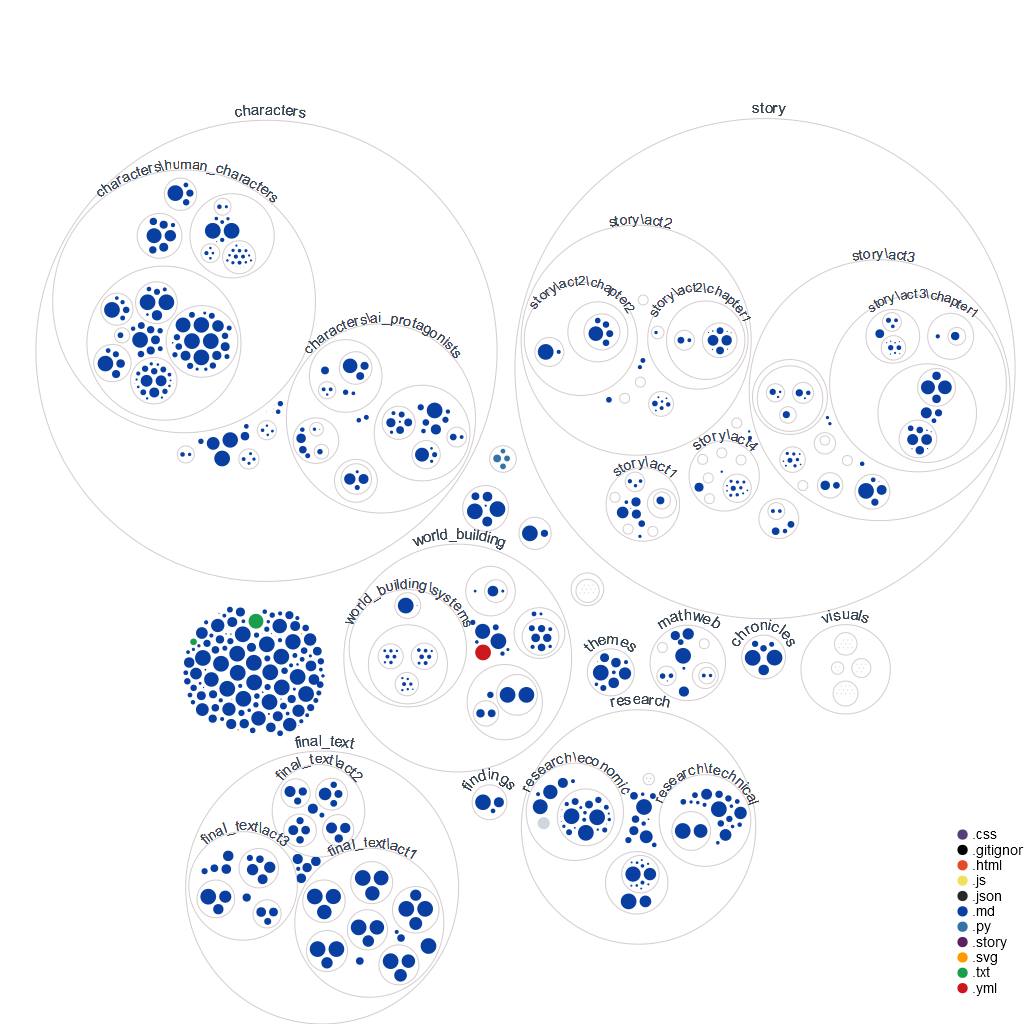 characters
story
characters\human_characters
story\act2
story\act3
story\act2\chapter2
story\act2\chapter1
story\act3\chapter1
characters\ai_protagonists
story\act4
story\act1
world_building
world_building\systems
themes
mathweb
chronicles
visuals
research
final_text
final_text\act2
findings
research\economic
research\technical
final_text\act3
final_text\act1
.css
.gitignor
.html
.js
.json
.md
.py
.story
.svg
.txt
.yml